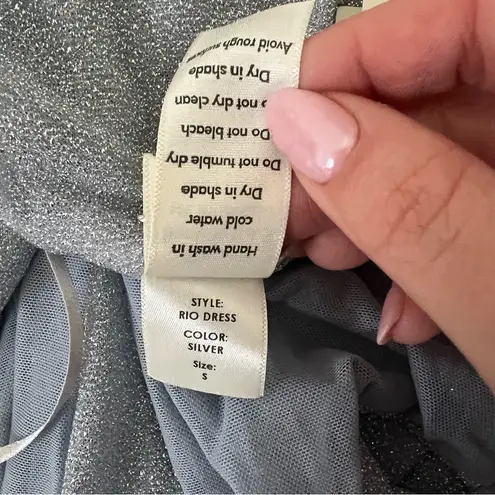 Hand wash in
cold water
Dry in shade
Do not tumble dry
Do not bleach
Do not dry clean
Dry in shade
Avoid rough surfaces
STYLE:
RIO DRESS
COLOR:
SILVER
Size:
S